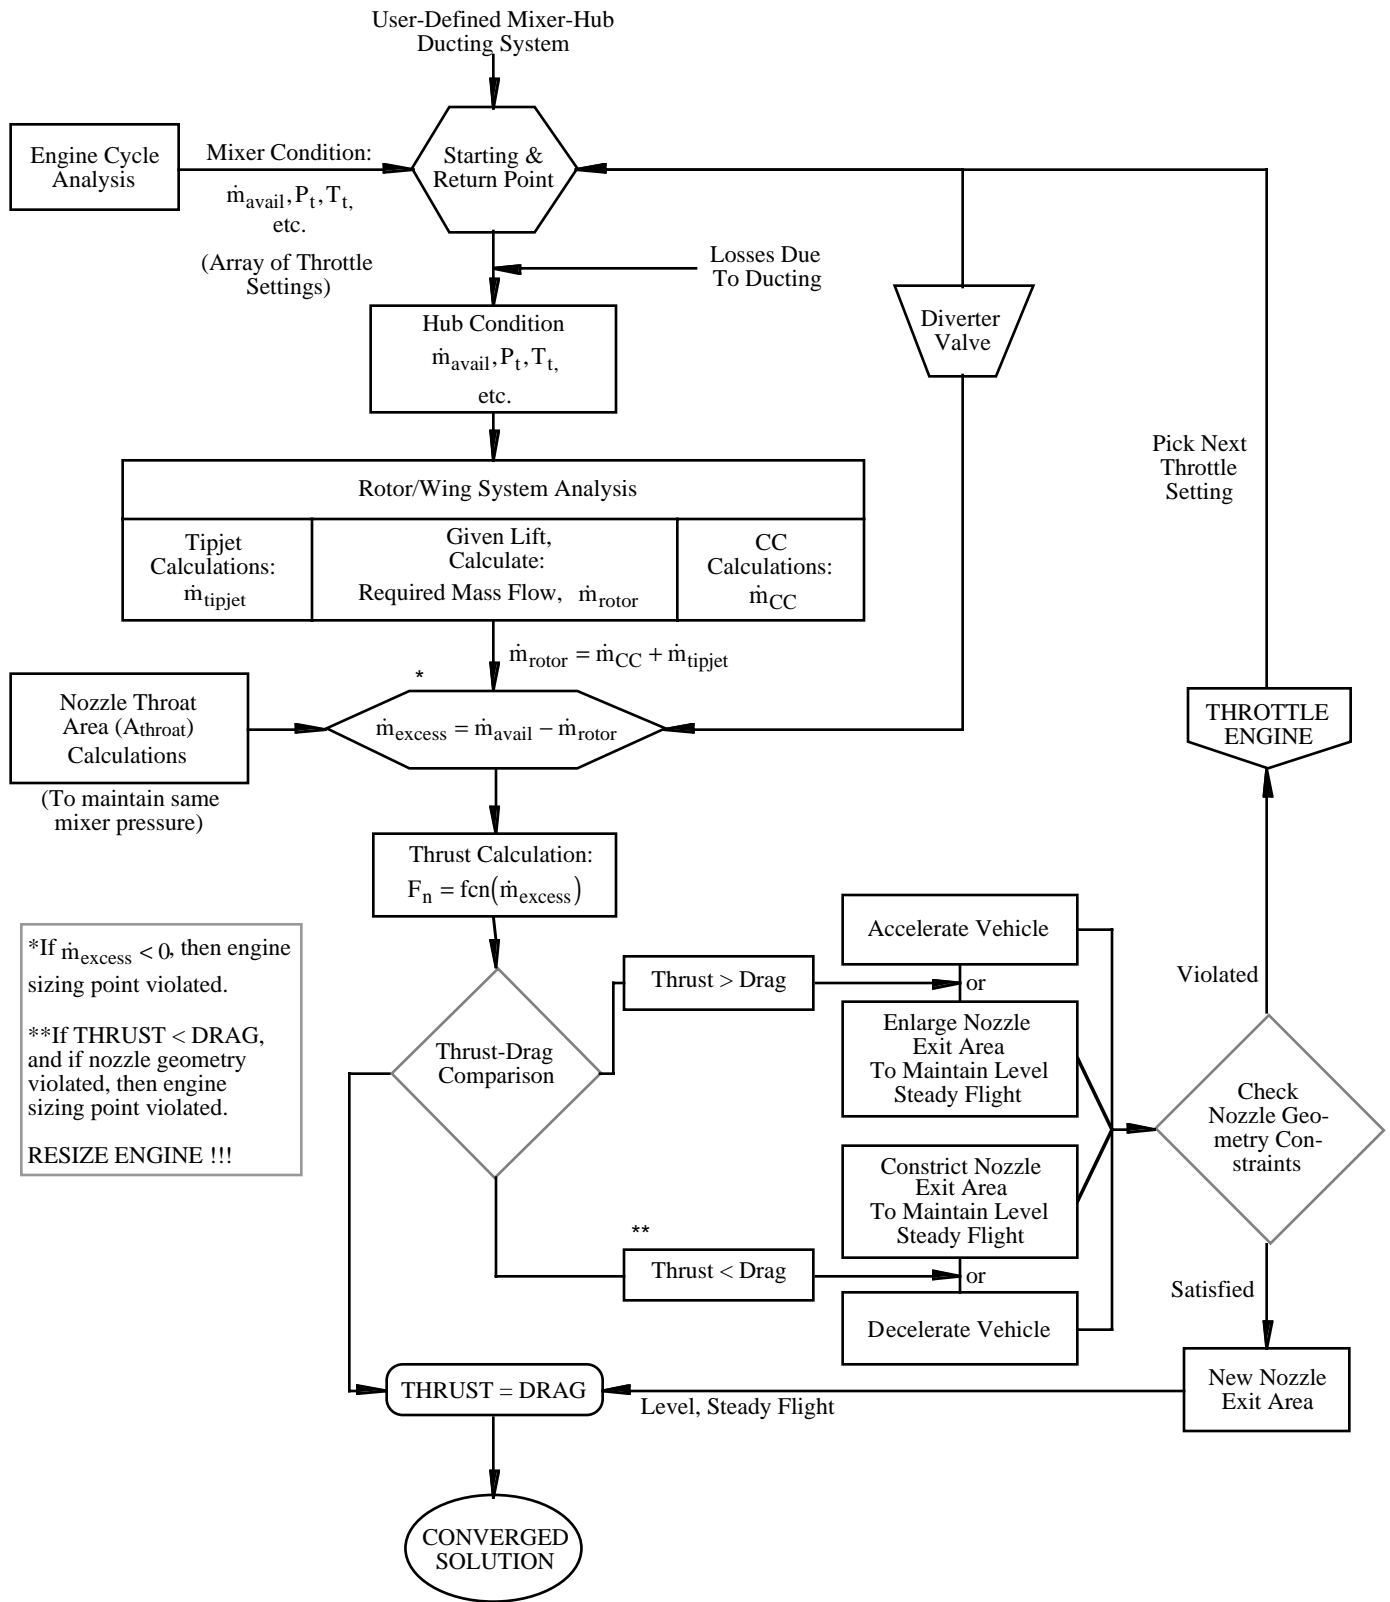 User-Defined Mixer-Hub
Ducting System
Engine Cycle
Analysis
Mixer Condition:
ṁavail, Pt, Tt,
etc.
(Array of Throttle
Settings)
Starting &
Return Point
Losses Due
To Ducting
Hub Condition
ṁavail, Pt, Tt,
etc.
Diverter
Valve
Pick Next
Throttle
Setting
Rotor/Wing System Analysis
Tipjet
Calculations:
ṁtipjet
Given Lift,
Calculate:
Required Mass Flow, ṁrotor
CC
Calculations:
ṁCC
ṁrotor = ṁCC + ṁtipjet
*
Nozzle Throat
Area (Athroat)
Calculations
(To maintain same
mixer pressure)
ṁexcess = ṁavail − ṁrotor
THROTTLE
ENGINE
Thrust Calculation:
Fn = fcn(ṁexcess)
*If ṁexcess < 0, then engine
sizing point violated.
**If THRUST < DRAG,
and if nozzle geometry
violated, then engine
sizing point violated.
RESIZE ENGINE !!!
Thrust-Drag
Comparison
Thrust > Drag
Accelerate Vehicle
or
Enlarge Nozzle
Exit Area
To Maintain Level
Steady Flight
Constrict Nozzle
Exit Area
To Maintain Level
Steady Flight
**
Thrust < Drag
or
Decelerate Vehicle
Violated
Check
Nozzle Geo-
metry Con-
straints
Satisfied
New Nozzle
Exit Area
Level, Steady Flight
THRUST = DRAG
CONVERGED
SOLUTION